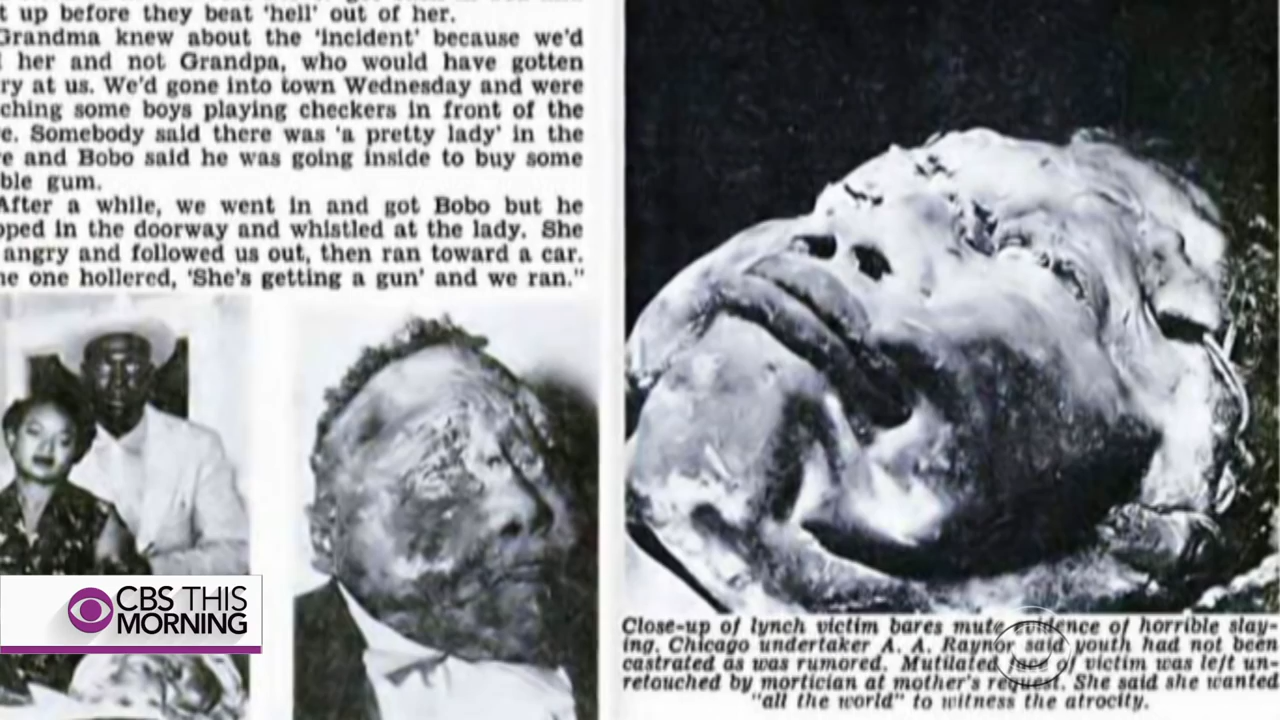 t up before they beat 'hell' out of her.
Grandma knew about the 'incident' because we'd
her and not Grandpa, who would have gotten
ry at us. We'd gone into town Wednesday and were
ching some boys playing checkers in front of the
e. Somebody said there was 'a pretty lady' in the
e and Bobo said he was going inside to buy some
ble gum.
After a while, we went in and got Bobo but he
pped in the doorway and whistled at the lady. She
angry and followed us out, then ran toward a car.
ne one hollered, 'She's getting a gun' and we ran."
CBS THIS
MORNING
Close-up of lynch victim bares mute evidence of horrible slay-
ing. Chicago undertaker A. A. Raynor said youth had not been
castrated as was rumored. Mutilated face of victim was left un-
retouched by mortician at mother's request. She said she wanted
"all the world" to witness the atrocity.